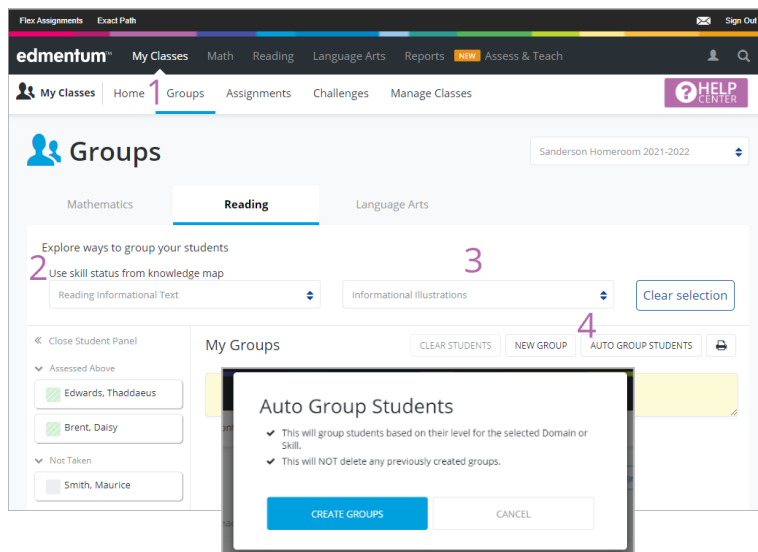 Flex Assignments Exact Path Sign Out
edmentum™ My Classes Math Reading Language Arts Reports NEW Assess & Teach
My Classes Home 1 Groups Assignments Challenges Manage Classes ? HELP CENTER
Groups
Sanderson Homeroom 2021-2022
Mathematics Reading Language Arts
Explore ways to group your students
2 Use skill status from knowledge map 3
Reading Informational Text Informational Illustrations Clear selection
4
« Close Student Panel My Groups CLEAR STUDENTS NEW GROUP AUTO GROUP STUDENTS
Assessed Above
Edwards, Thaddaeus
Brent, Daisy
Not Taken
Smith, Maurice
Auto Group Students
This will group students based on their level for the selected Domain or
Skill.
This will NOT delete any previously created groups.
CREATE GROUPS CANCEL